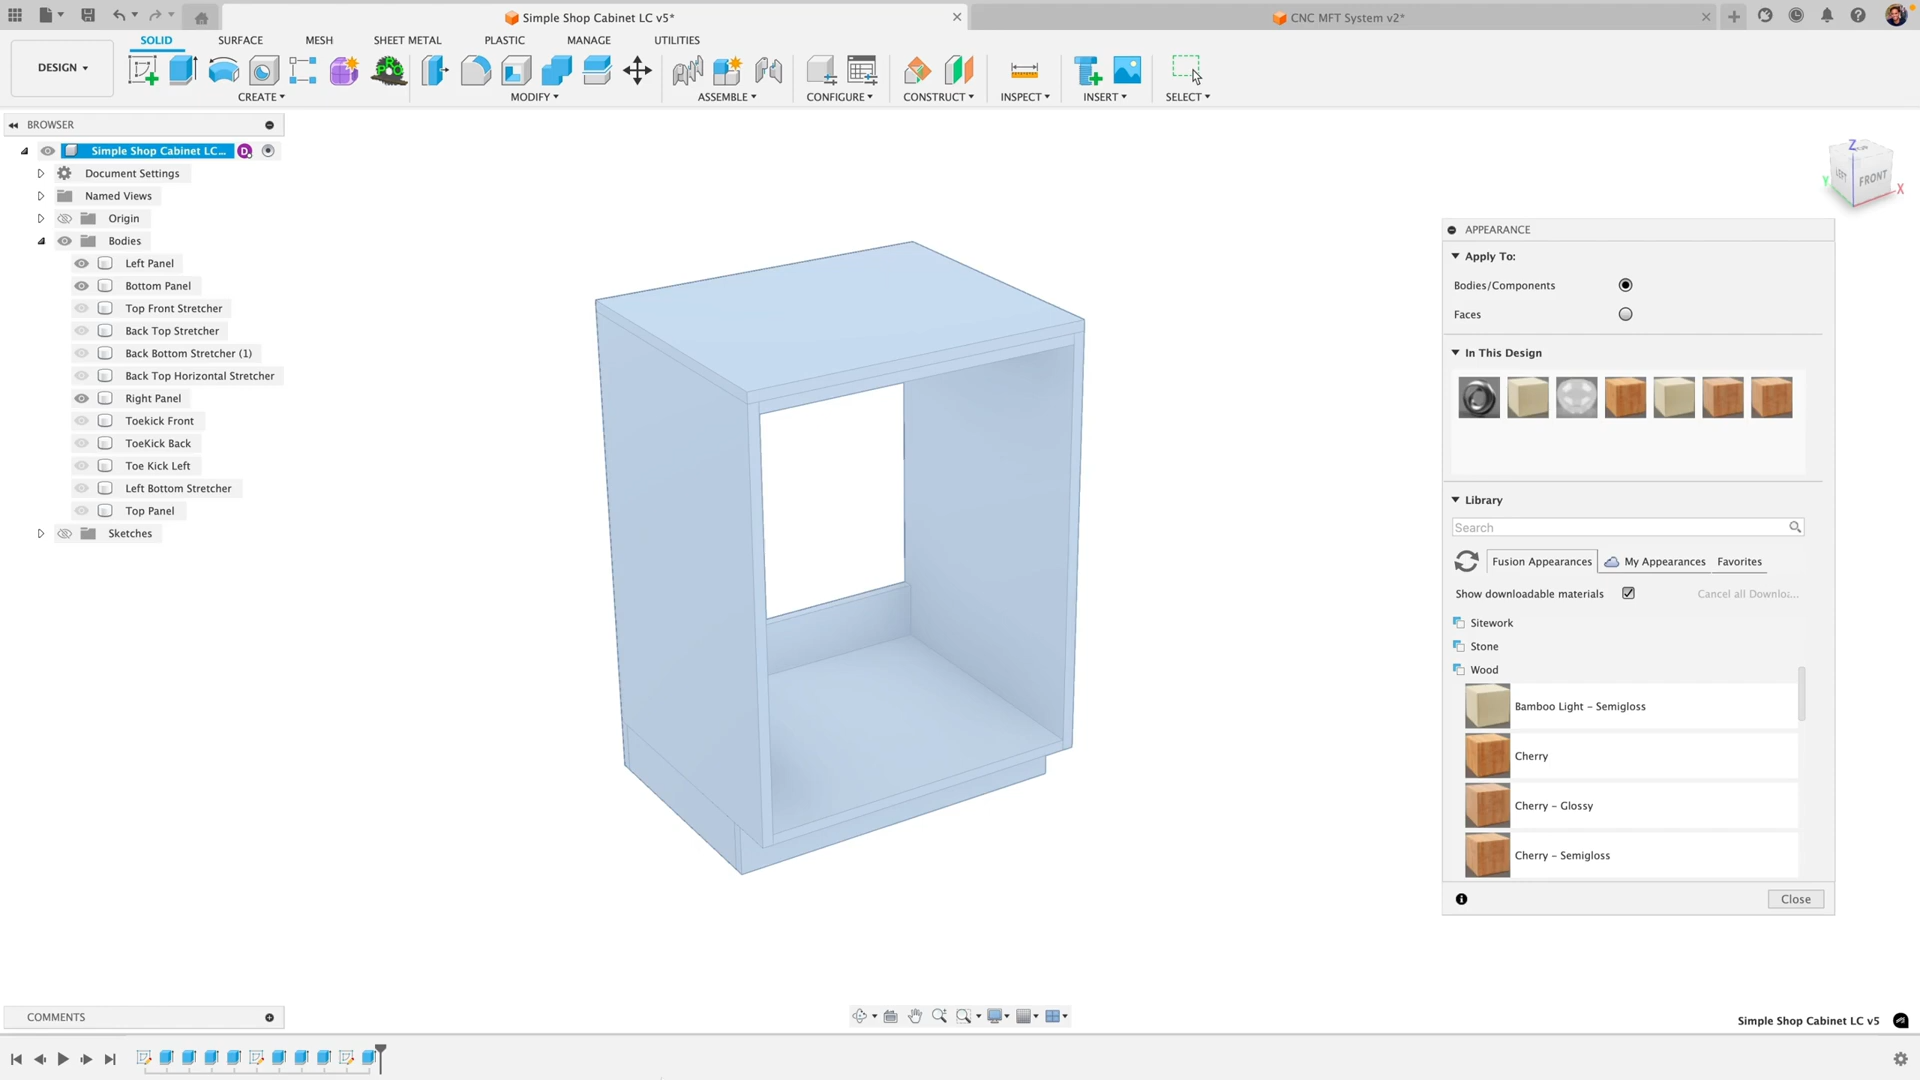 Simple Shop Cabinet LC v5*
CNC MFT System v2*
SOLID
SURFACE
MESH
SHEET METAL
PLASTIC
MANAGE
UTILITIES
DESIGN
CREATE
MODIFY
ASSEMBLE
CONFIGURE
CONSTRUCT
INSPECT
INSERT
SELECT
BROWSER
Simple Shop Cabinet LC...
D
Document Settings
Named Views
Origin
Bodies
Left Panel
Bottom Panel
Top Front Stretcher
Back Top Stretcher
Back Bottom Stretcher (1)
Back Top Horizontal Stretcher
Right Panel
Toekick Front
ToeKick Back
Toe Kick Left
Left Bottom Stretcher
Top Panel
Sketches
Z
TOP
LEFT
FRONT
Y
X
APPEARANCE
Apply To:
Bodies/Components
Faces
In This Design
Library
Search
Fusion Appearances
My Appearances
Favorites
Show downloadable materials
Cancel all Downloa...
Sitework
Stone
Wood
Bamboo Light - Semigloss
Cherry
Cherry - Glossy
Cherry - Semigloss
Close
COMMENTS
Simple Shop Cabinet LC v5